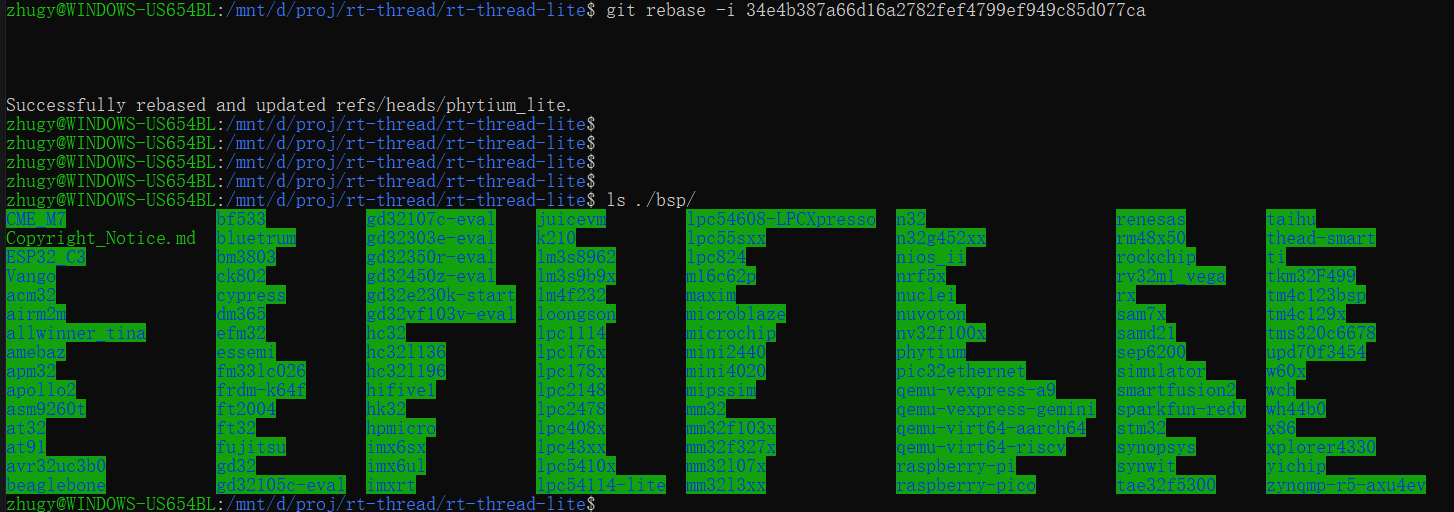 zhugy@WINDOWS-US654BL:/mnt/d/proj/rt-thread/rt-thread-lite$ git rebase -i 34e4b387a66d16a2782fef4799ef949c85d077ca
Successfully rebased and updated refs/heads/phytium_lite.
zhugy@WINDOWS-US654BL:/mnt/d/proj/rt-thread/rt-thread-lite$
zhugy@WINDOWS-US654BL:/mnt/d/proj/rt-thread/rt-thread-lite$
zhugy@WINDOWS-US654BL:/mnt/d/proj/rt-thread/rt-thread-lite$
zhugy@WINDOWS-US654BL:/mnt/d/proj/rt-thread/rt-thread-lite$
zhugy@WINDOWS-US654BL:/mnt/d/proj/rt-thread/rt-thread-lite$ ls ./bsp/
CME_M7 bf533 gd32107c-eval juicevm lpc54608-LPCXpresso n32 renesas taihu
Copyright_Notice.md bluetrum gd32303e-eval k210 lpc55sxx n32g452xx rm48x50 thead-smart
ESP32_C3 bm3803 gd32350r-eval lm3s8962 lpc824 nios_ii rockchip ti
Vango ck802 gd32450z-eval lm3s9b9x m16c62p nrf5x rv32m1_vega tkm32F499
acm32 cypress gd32e230k-start lm4f232 maxim nuclei rx tm4c123bsp
airm2m dm365 gd32vf103v-eval loongson microblaze nuvoton sam7x tm4c129x
allwinner_tina efm32 hc32 lpc1114 microchip nv32f100x samd21 tms320c6678
amebaz essemi hc32l136 lpc176x mini2440 phytium sep6200 upd70f3454
apm32 fm33lc026 hc32l196 lpc178x mini4020 pic32ethernet simulator w60x
apollo2 frdm-k64f hifive1 lpc2148 mipssim qemu-vexpress-a9 smartfusion2 wch
asm9260t ft2004 hk32 lpc2478 mm32 qemu-vexpress-gemini sparkfun-redv wh44b0
at32 ft32 hpmicro lpc408x mm32f103x qemu-virt64-aarch64 stm32 x86
at91 fujitsu imx6sx lpc43xx mm32f327x qemu-virt64-riscv synopsys xplorer4330
avr32uc3b0 gd32 imx6ul lpc5410x mm32l07x raspberry-pi synwit yichip
beaglebone gd32105c-eval imxrt lpc54114-lite mm32l3xx raspberry-pico tae32f5300 zynqmp-r5-axu4ev
zhugy@WINDOWS-US654BL:/mnt/d/proj/rt-thread/rt-thread-lite$